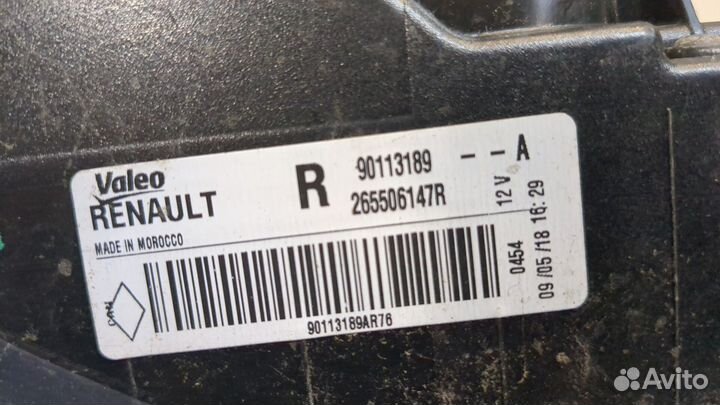 Valeo
RENAULT
MADE IN MOROCCO
R
90113189 - - A
265506147R
12 V
0454
09 /05 /18 16: 29
90113189AR76
Avito